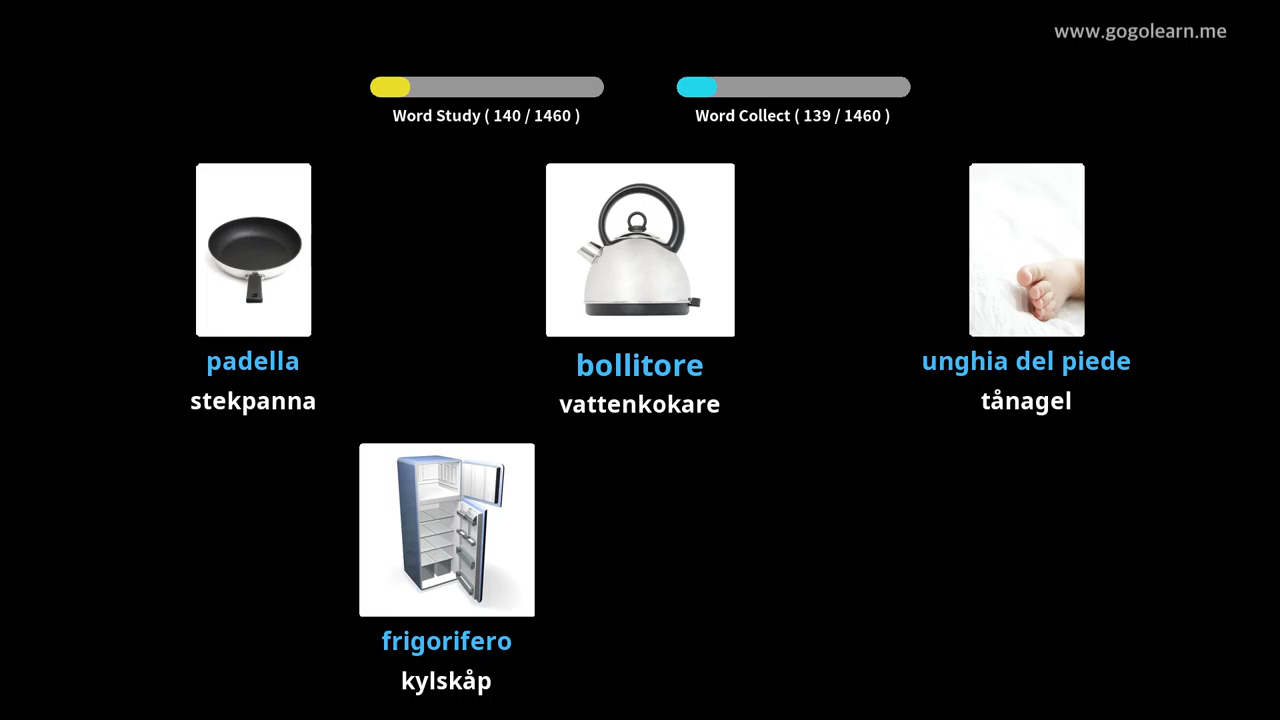 www.gogolearn.me
Word Study ( 140 / 1460 )
Word Collect ( 139 / 1460 )
padella
stekpanna
bollitore
vattenkokare
unghia del piede
tånagel
frigorifero
kylskåp